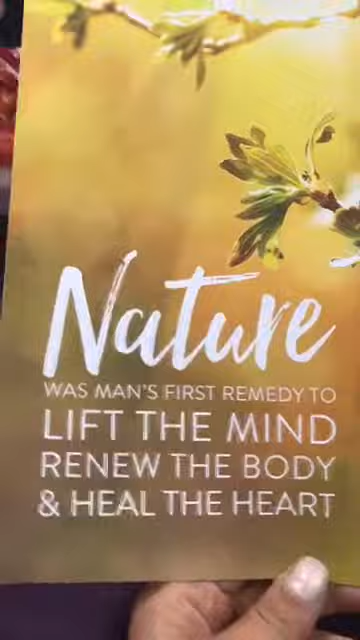 Nature
WAS MAN'S FIRST REMEDY TO
LIFT THE MIND
RENEW THE BODY
& HEAL THE HEART